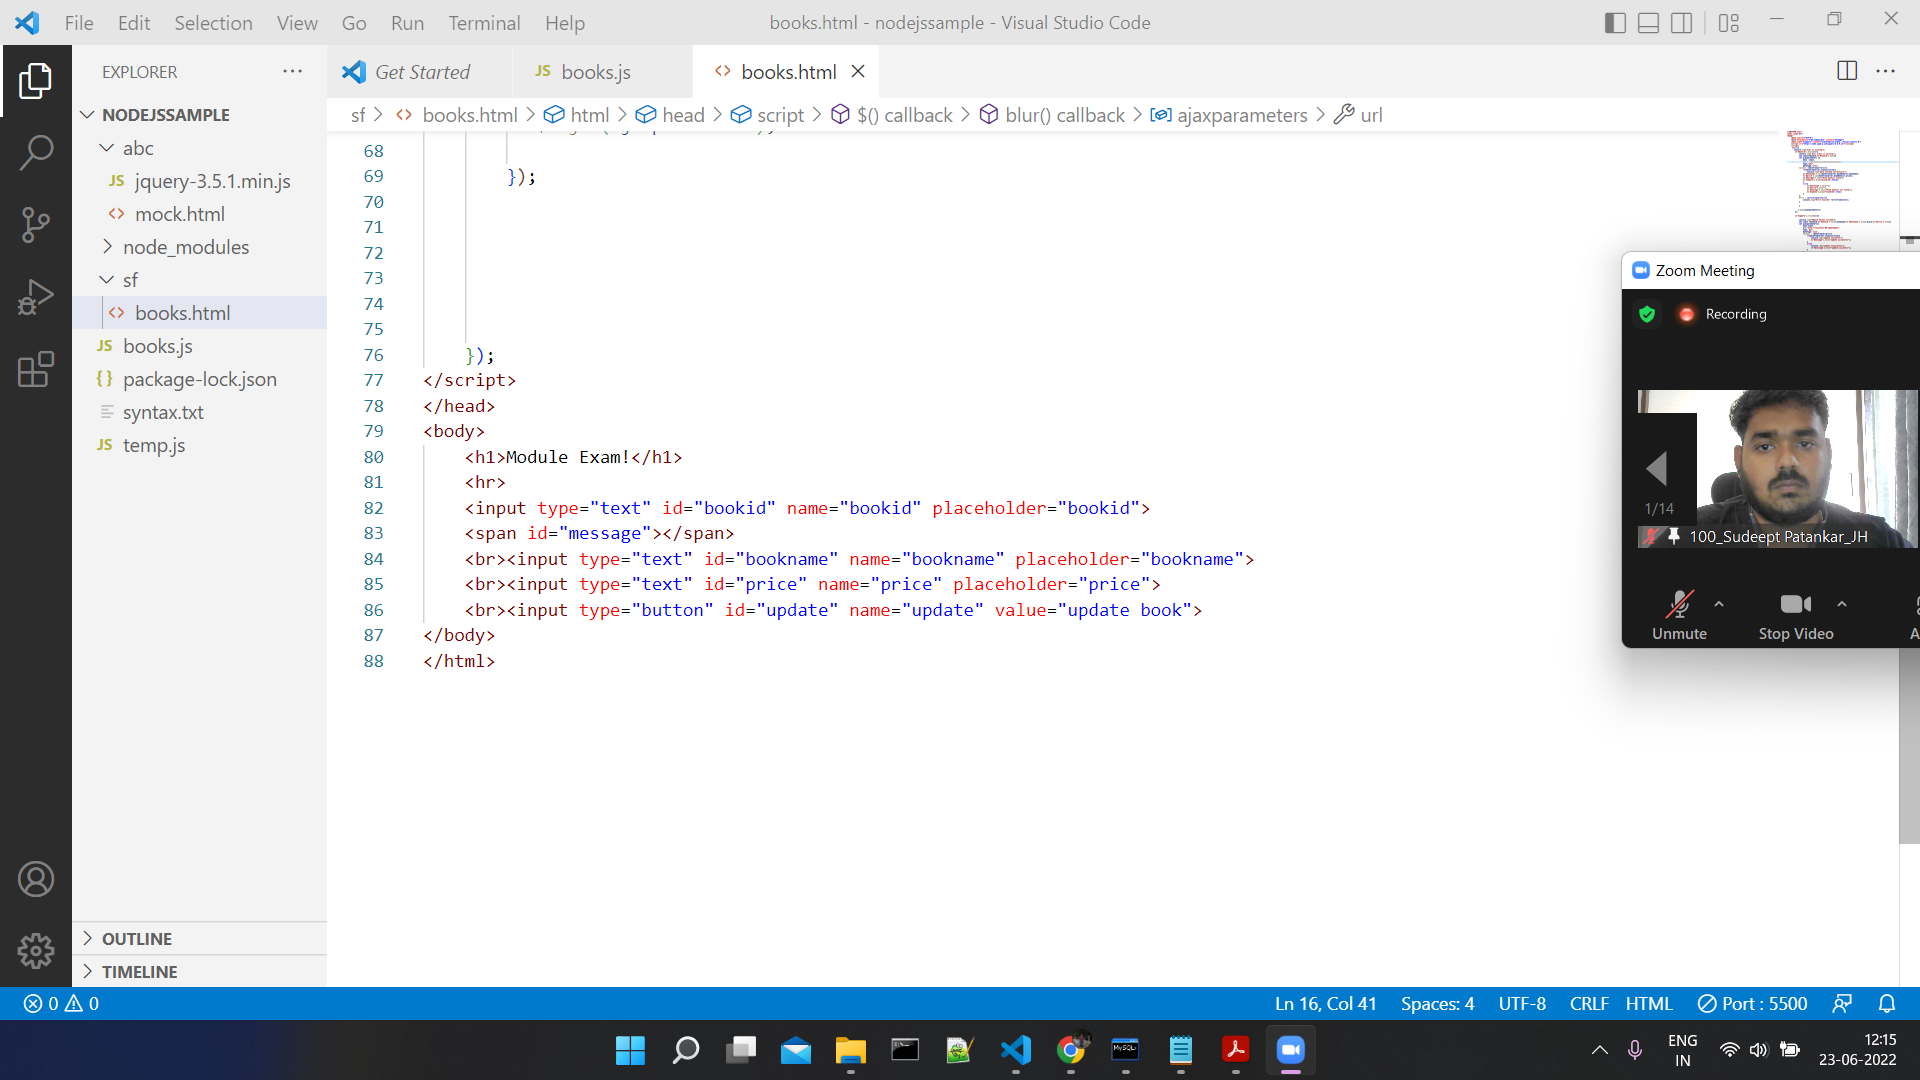 File Edit Selection View Go Run Terminal Help
books.html - nodejssample - Visual Studio Code
EXPLORER
Get Started
JS books.js
<> books.html
sf > <> books.html > html > head > script > $() callback > blur() callback > ajaxparameters > url
NODEJSSAMPLE
abc
JS jquery-3.5.1.min.js
<> mock.html
node_modules
sf
<> books.html
JS books.js
{} package-lock.json
syntax.txt
JS temp.js
OUTLINE
TIMELINE
68
69 });
70
71
72
73
74
75
76 });
77 </script>
78 </head>
79 <body>
80 <h1>Module Exam!</h1>
81 <hr>
82 <input type="text" id="bookid" name="bookid" placeholder="bookid">
83 <span id="message"></span>
84 <br><input type="text" id="bookname" name="bookname" placeholder="bookname">
85 <br><input type="text" id="price" name="price" placeholder="price">
86 <br><input type="button" id="update" name="update" value="update book">
87 </body>
88 </html>
Zoom Meeting
Recording
1/14
100_Sudeept Patankar_JH
Unmute
Stop Video
A
0 0
Ln 16, Col 41 Spaces: 4 UTF-8 CRLF HTML Port : 5500
MySQL
ENG
IN
12:15
23-06-2022